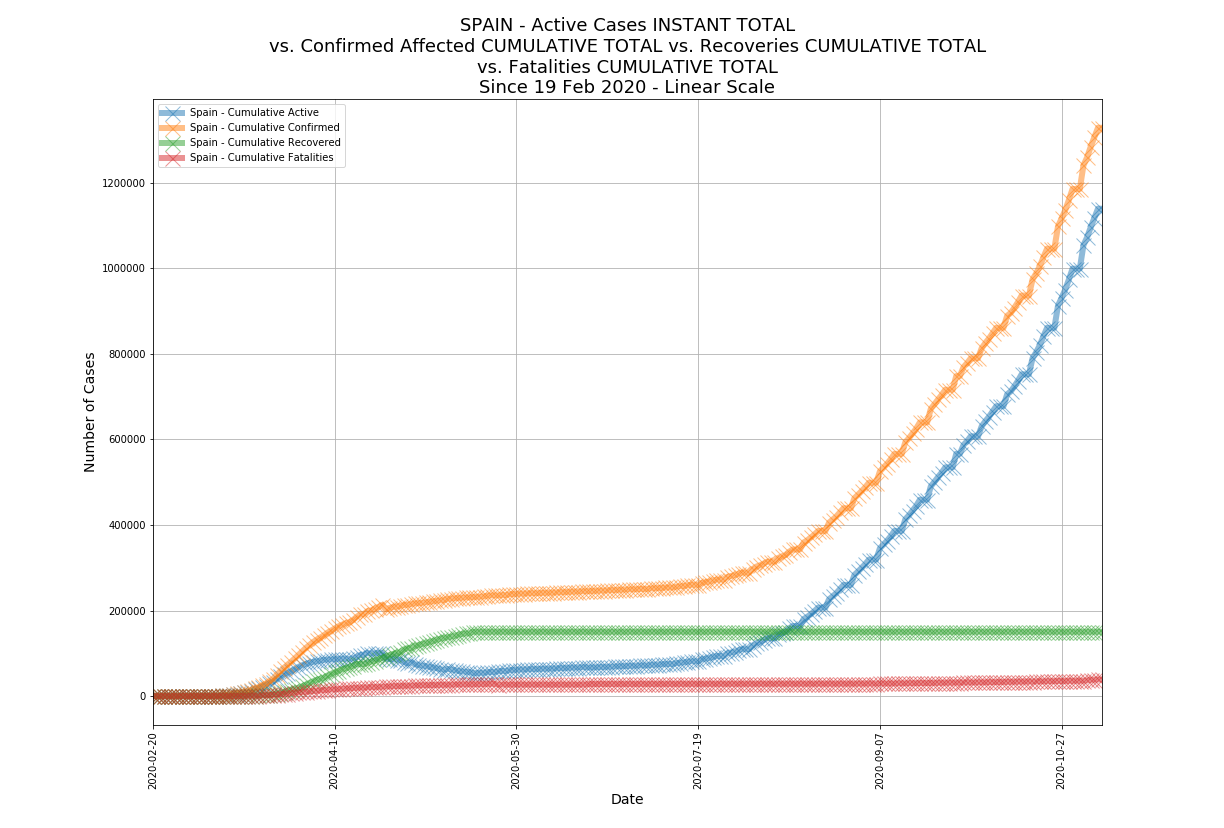 SPAIN - Active Cases INSTANT TOTAL
vs. Confirmed Affected CUMULATIVE TOTAL vs. Recoveries CUMULATIVE TOTAL
vs. Fatalities CUMULATIVE TOTAL
Since 19 Feb 2020 - Linear Scale
Spain - Cumulative Active
Spain - Cumulative Confirmed
Spain - Cumulative Recovered
Spain - Cumulative Fatalities
1200000
1000000
800000
600000
400000
200000
0
Number of Cases
2020-02-20
2020-04-10
2020-05-30
2020-07-19
2020-09-07
2020-10-27
Date